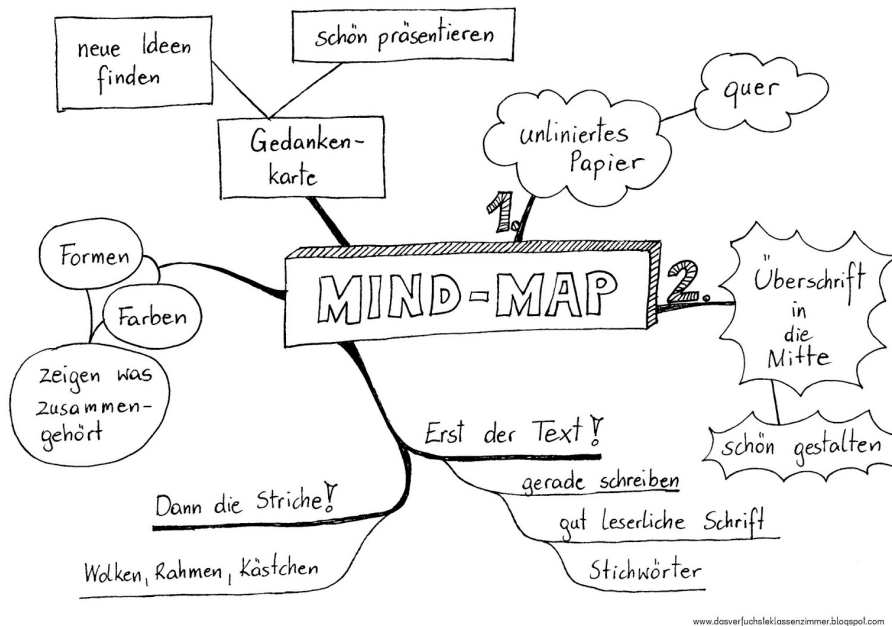 neue Ideen
finden
schön präsentieren
Gedanken-
karte
1.
unliniertes
Papier
quer
MIND-MAP
2.
Überschrift
in
die
Mitte
schön gestalten
Formen
Farben
zeigen was
zusammen-
gehört
Erst der Text!
gerade schreiben
gut leserliche Schrift
Stichwörter
Dann die Striche!
Wolken, Rahmen, Kästchen
www.dasverfuchsteklassenzimmer.blogspot.com